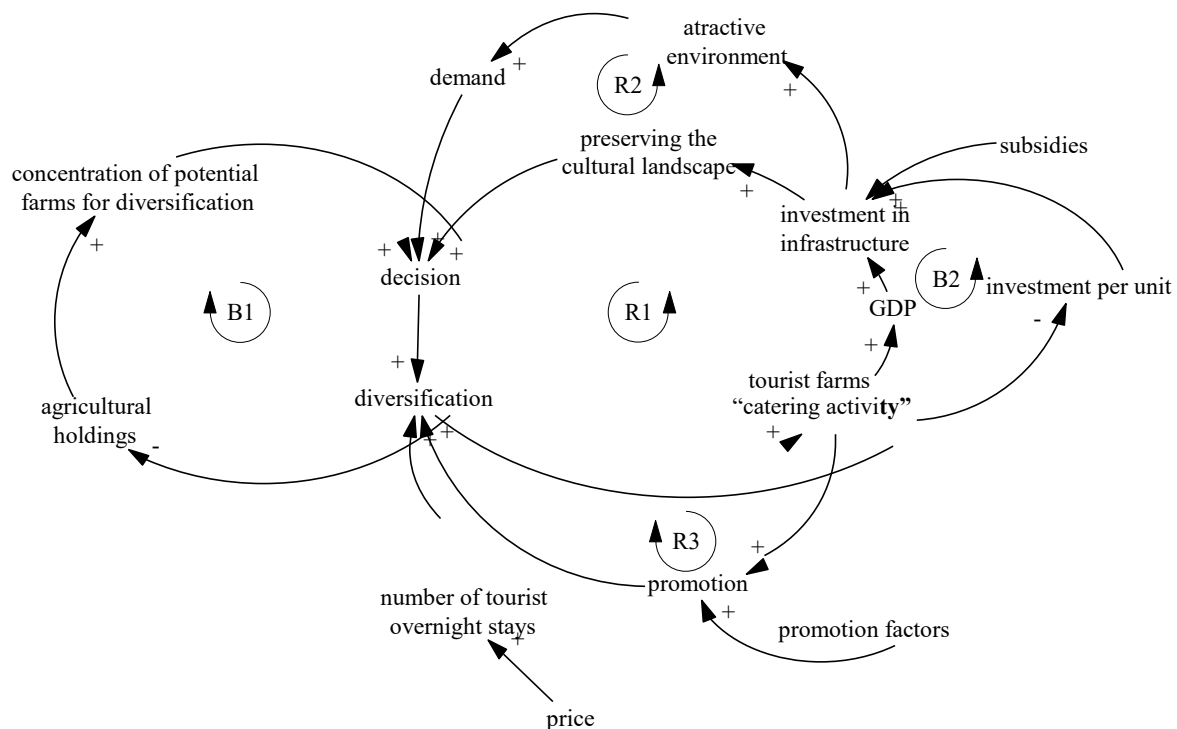 atractive
environment
+
demand
+
R2
+
preserving the
cultural landscape
+
subsidies
concentration of potential
farms for diversification
+
investment in
infrastructure
+
+
+
+
+
decision
B2
investment per unit
+
GDP
-
B1
R1
+
+
diversification
tourist farms
“catering activity”
agricultural
holdings
-
+
+
+
R3
+
promotion
number of tourist
overnight stays
+
+
promotion factors
price